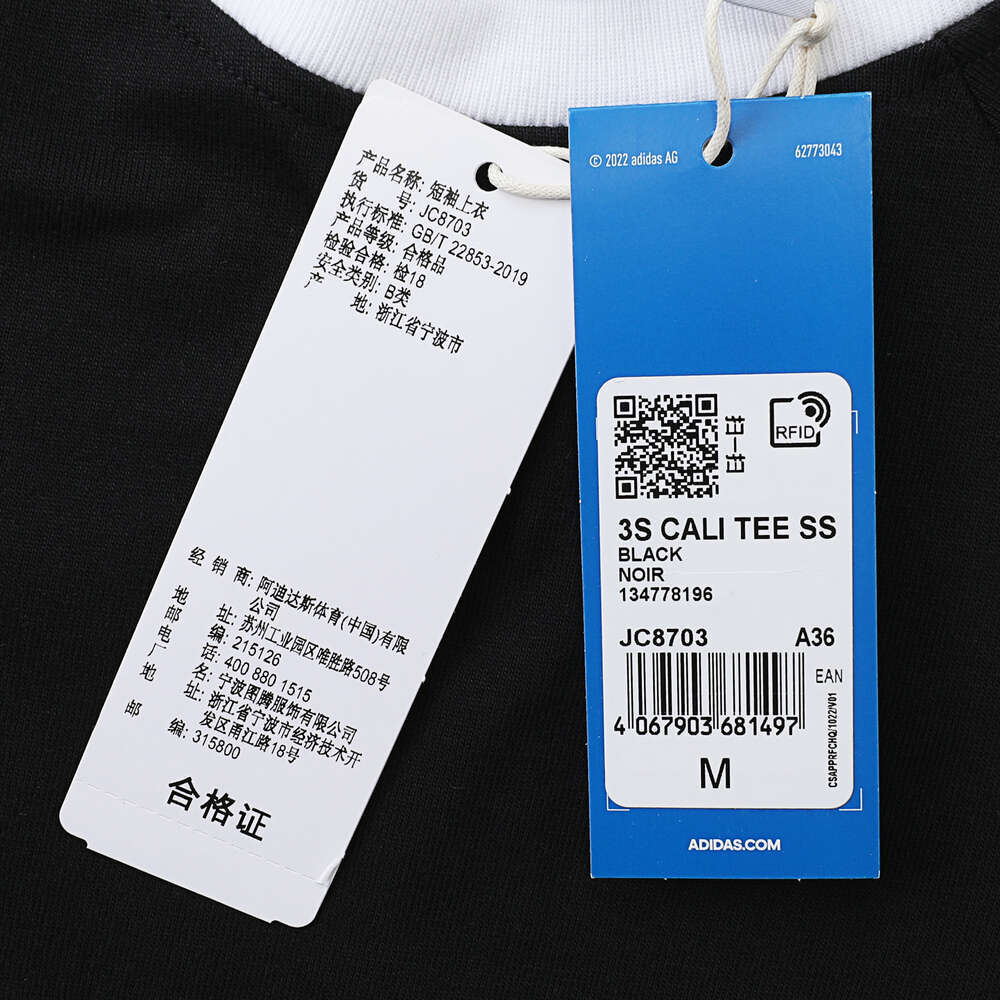 产品名称: 短袖上衣
货 号: JC8703
执行标准: GB/T 22853-2019
产品等级: 合格品
检验合格: 检18
安全类别: B类
产 地: 浙江省宁波市
经 销 商: 阿迪达斯体育(中国)有限
公司
地 址: 苏州工业园区唯胜路508号
邮 编: 215126
电 话: 400 880 1515
厂 名: 宁波图腾服饰有限公司
地 址: 浙江省宁波市经济技术开
发区甬江路18号
邮 编: 315800
合格证
© 2022 adidas AG
62773043
扫一扫
RFID
3S CALI TEE SS
BLACK
NOIR
134778196
JC8703 A36
EAN
4 067903 681497
CSAPPRFCHQ/1022/V01
M
ADIDAS.COM